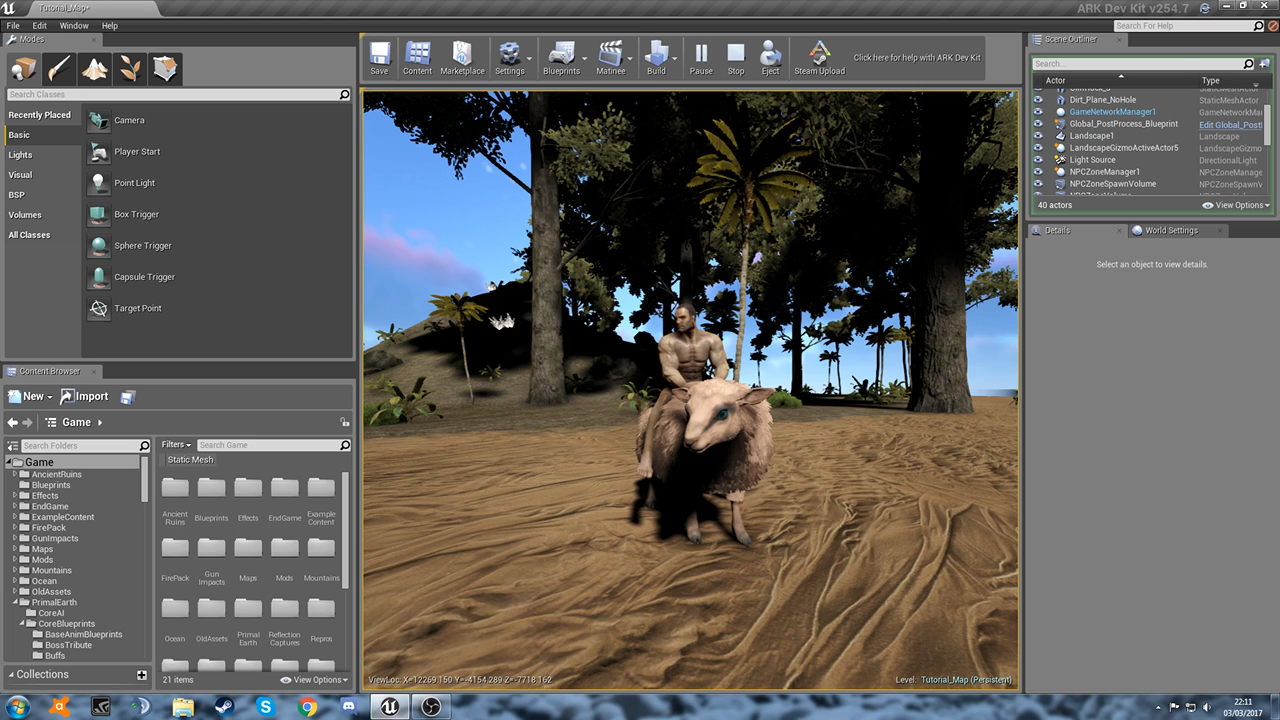 Tutorial_Map*
ARK Dev Kit v254.7
File Edit Window Help
Search For Help
Modes
Search Classes
Recently Placed
Basic
Lights
Visual
BSP
Volumes
All Classes
Camera
Player Start
Point Light
Box Trigger
Sphere Trigger
Capsule Trigger
Target Point
Save
Content
Marketplace
Settings
Blueprints
Matinee
Build
Pause
Stop
Eject
Steam Upload
Click here for help with ARK Dev Kit
Scene Outliner
Search...
Actor Type
Dirt_Plane_NoHole StaticMeshActor
GameNetworkManager1 GameNetworkMa
Global_PostProcess_Blueprint Edit Global_Post
Landscape1 Landscape
LandscapeGizmoActiveActor5 LandscapeGizmo
Light Source DirectionalLight
NPCZoneManager1 NPCZoneManage
NPCZoneSpawnVolume NPCZoneSpawnV
40 actors View Options
Details
World Settings
Select an object to view details.
Content Browser
New Import
Game
Search Folders
Game
AncientRuins
Blueprints
Effects
EndGame
ExampleContent
FirePack
GunImpacts
Maps
Mods
Mountains
Ocean
OldAssets
PrimalEarth
CoreAI
CoreBlueprints
BaseAnimBlueprints
BossTribute
Buffs
Collections
Filters Search Game
Static Mesh
Ancient Ruins
Blueprints
Effects
EndGame
Example Content
FirePack
Gun Impacts
Maps
Mods
Mountains
Ocean
OldAssets
Primal Earth
Reflection Captures
Repros
21 items View Options
ViewLoc: X=12269.150 Y=-4154.289 Z=-7718.162
Level: Tutorial_Map (Persistent)
22:11
03/03/2017